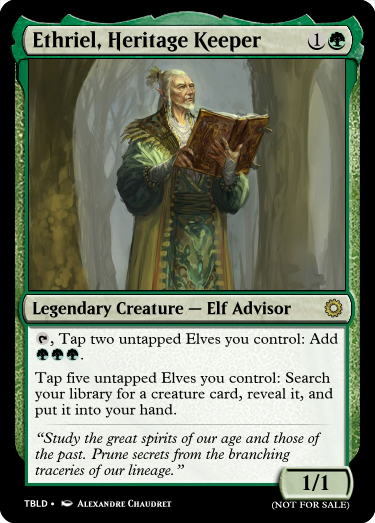 Ethriel, Heritage Keeper 1
Legendary Creature — Elf Advisor
, Tap two untapped Elves you control: Add
.
Tap five untapped Elves you control: Search
your library for a creature card, reveal it, and
put it into your hand.
“Study the great spirits of our age and those of
the past. Prune secrets from the branching
traceries of our lineage.”
1/1
TBLD • Alexandre Chaudret
(NOT FOR SALE)